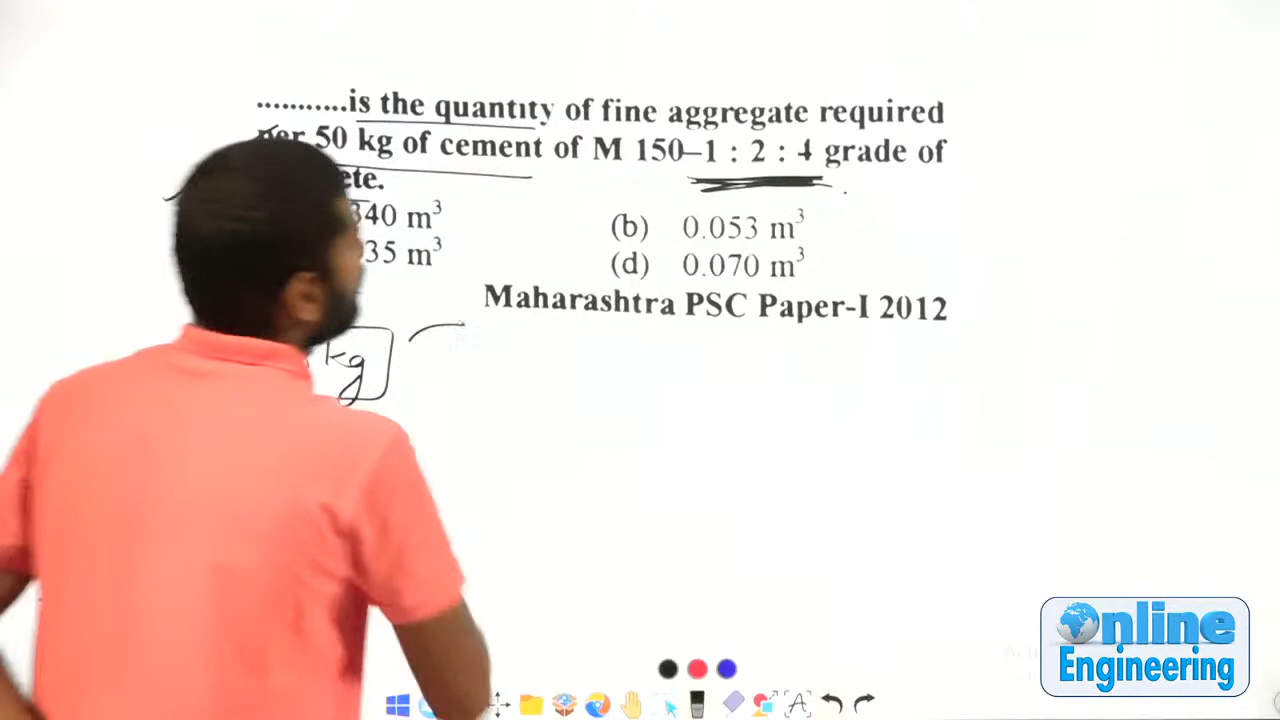 ...........is the quantity of fine aggregate required
per 50 kg of cement of M 150–1 : 2 : 4 grade of
ete.
340 m³ (b) 0.053 m³
35 m³ (d) 0.070 m³
Maharashtra PSC Paper-I 2012
kg
Online
Engineering